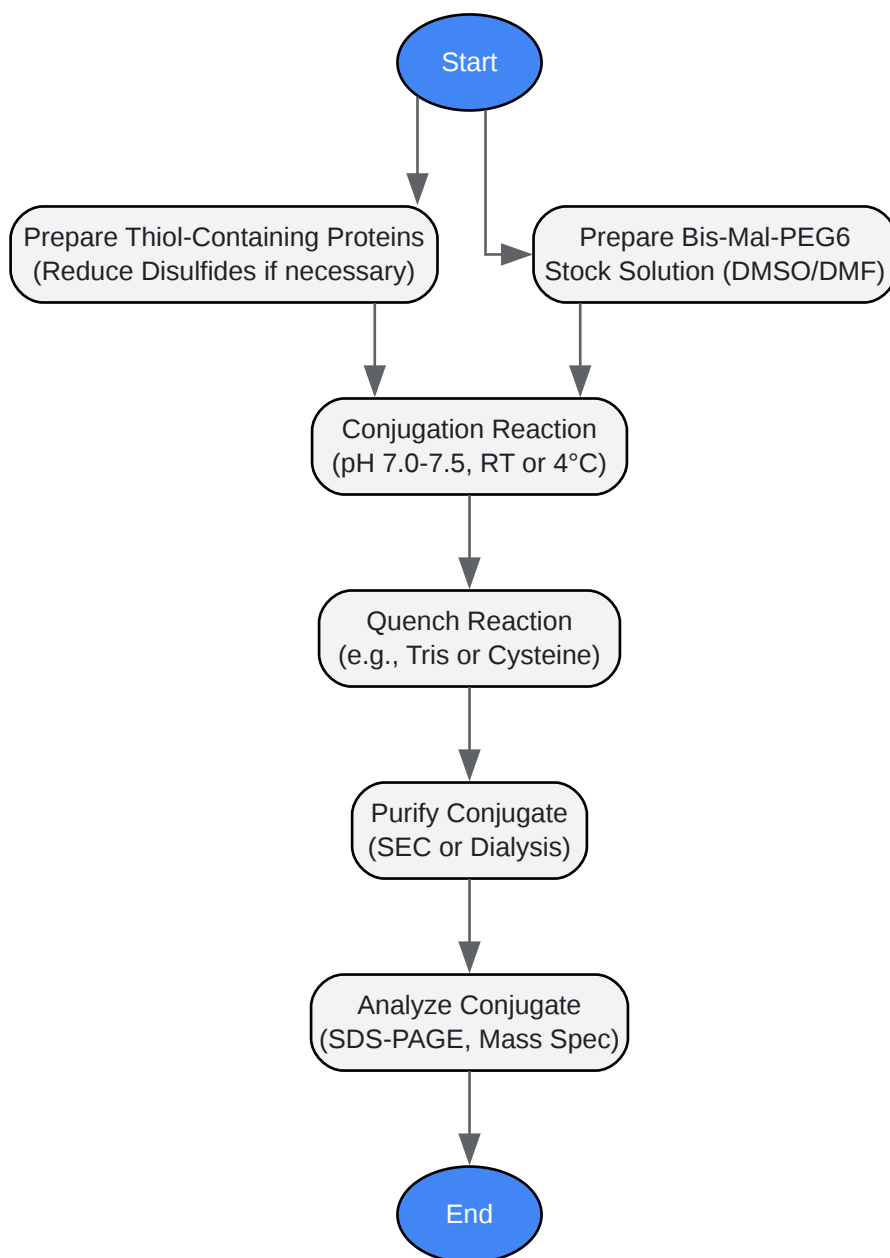 Start
Prepare Thiol-Containing Proteins
(Reduce Disulfides if necessary)
Prepare Bis-Mal-PEG6
Stock Solution (DMSO/DMF)
Conjugation Reaction
(pH 7.0-7.5, RT or 4°C)
Quench Reaction
(e.g., Tris or Cysteine)
Purify Conjugate
(SEC or Dialysis)
Analyze Conjugate
(SDS-PAGE, Mass Spec)
End